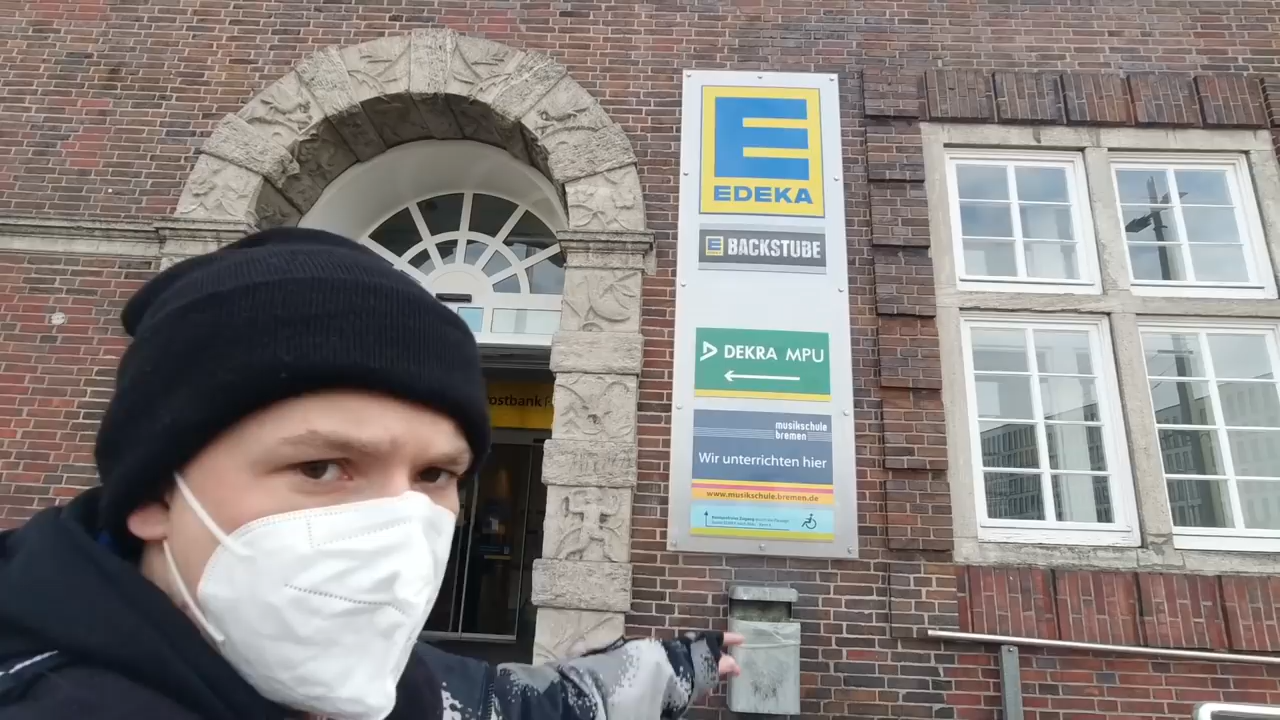 EDEKA
E BACKSTUBE
DEKRA MPU
musikschule
bremen
Wir unterrichten hier
www.musikschule.bremen.de
ostbank